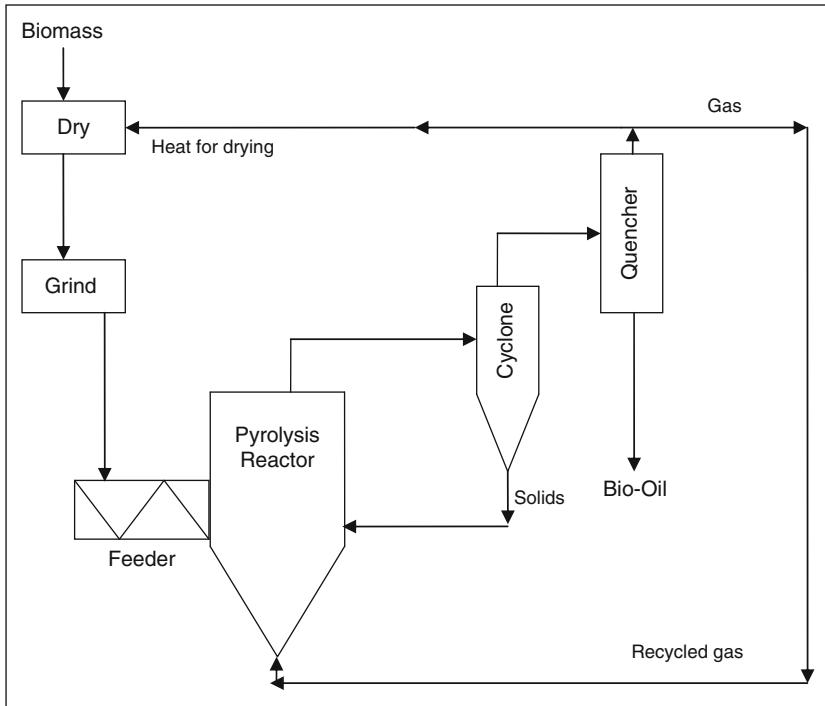 Biomass
Dry
Gas
Heat for drying
Quencher
Grind
Cyclone
Pyrolysis
Reactor
Solids
Bio-Oil
Feeder
Recycled gas